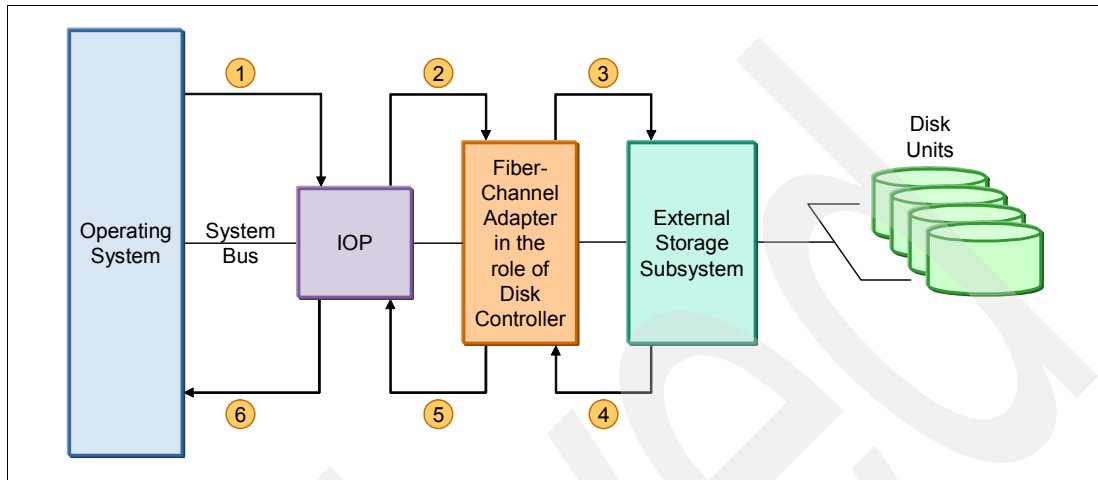 1
2
3
Disk
Units
Operating
System
System
Bus
IOP
Fiber-
Channel
Adapter
in the
role of
Disk
Controller
External
Storage
Subsystem
6
5
4